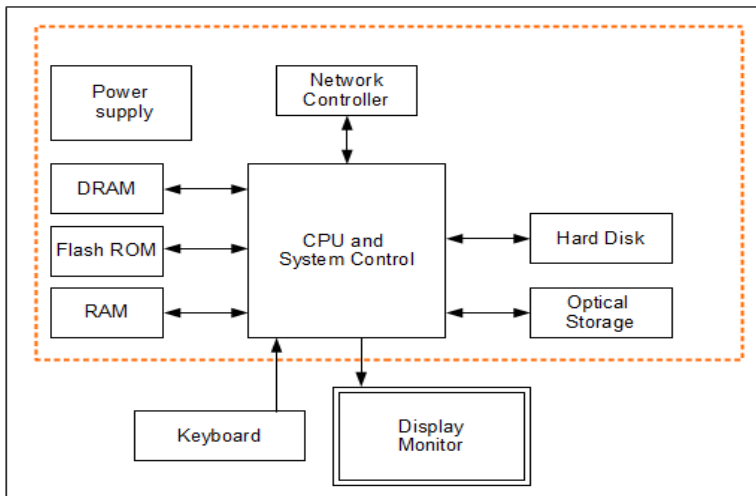 Power
supply
Network
Controller
DRAM
Flash ROM
RAM
CPU and
System Control
Hard Disk
Optical
Storage
Keyboard
Display
Monitor